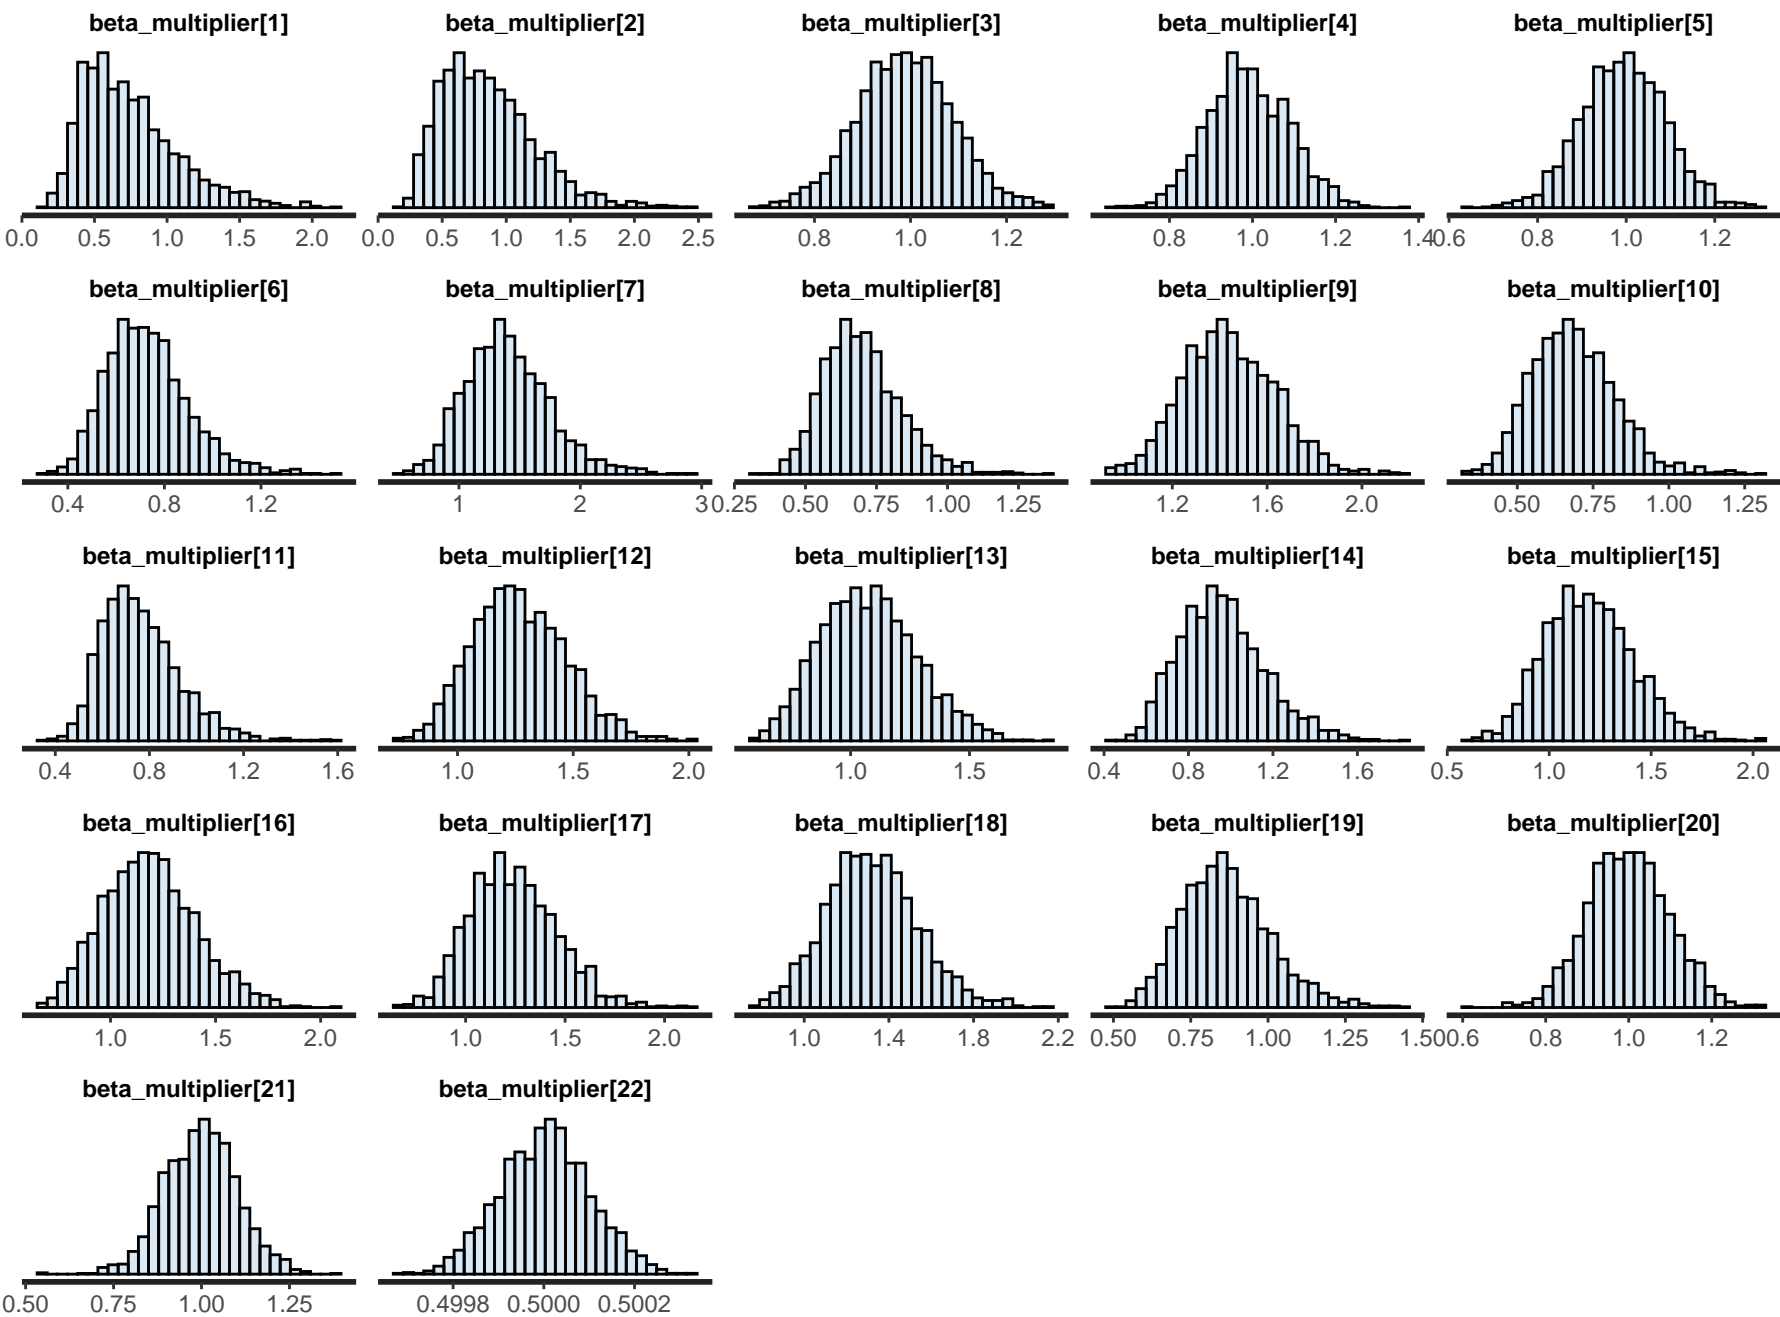 beta_multiplier[1] beta_multiplier[2] beta_multiplier[3] beta_multiplier[4] beta_multiplier[5]
0.0 0.5 1.0 1.5 2.0 0.0 0.5 1.0 1.5 2.0 2.5 0.8 1.0 1.2 0.8 1.0 1.2 1.4 0.6 0.8 1.0 1.2
beta_multiplier[6] beta_multiplier[7] beta_multiplier[8] beta_multiplier[9] beta_multiplier[10]
0.4 0.8 1.2 1 2 3 0.25 0.50 0.75 1.00 1.25 1.2 1.6 2.0 0.50 0.75 1.00 1.25
beta_multiplier[11] beta_multiplier[12] beta_multiplier[13] beta_multiplier[14] beta_multiplier[15]
0.4 0.8 1.2 1.6 1.0 1.5 2.0 1.0 1.5 0.4 0.8 1.2 1.6 0.5 1.0 1.5 2.0
beta_multiplier[16] beta_multiplier[17] beta_multiplier[18] beta_multiplier[19] beta_multiplier[20]
1.0 1.5 2.0 1.0 1.5 2.0 1.0 1.4 1.8 2.2 0.50 0.75 1.00 1.25 1.50 0.6 0.8 1.0 1.2
beta_multiplier[21] beta_multiplier[22]
0.50 0.75 1.00 1.25 0.4998 0.5000 0.5002